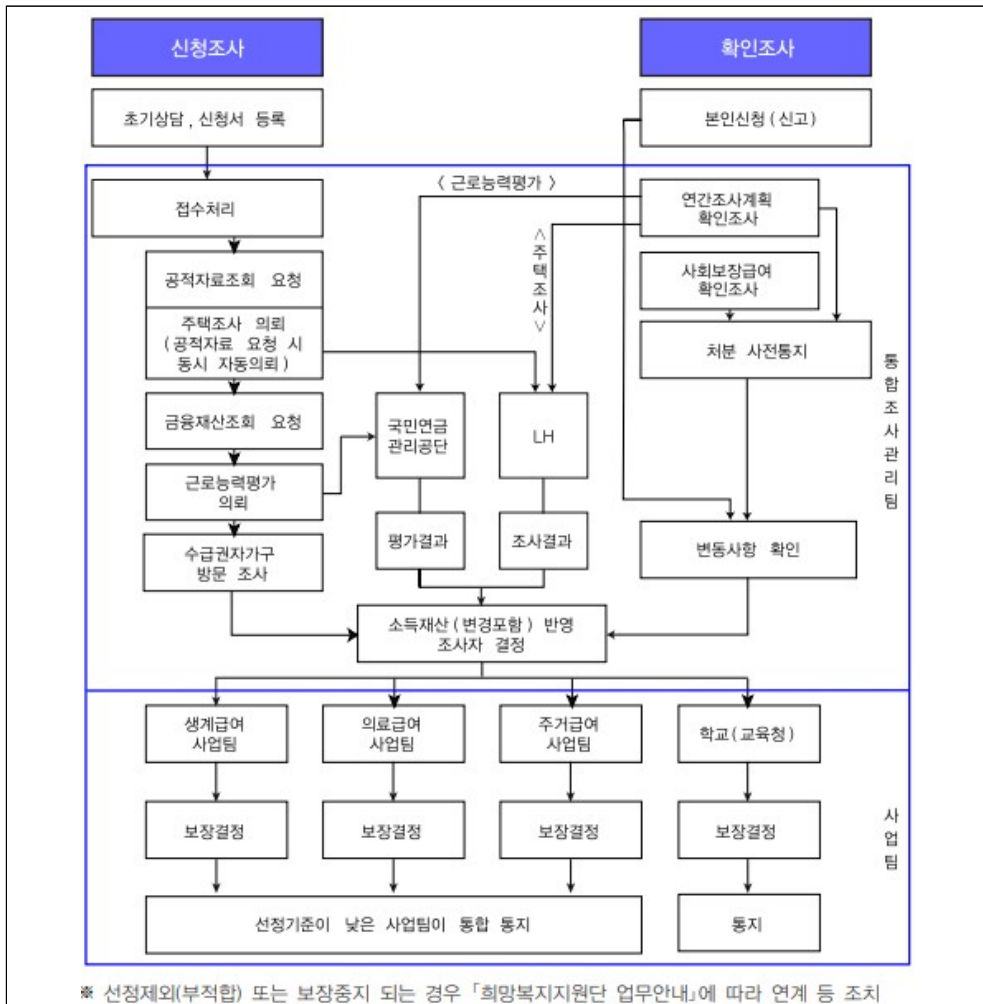 신청조사
확인조사
초기상담, 신청서 등록
본인신청(신고)
접수처리
〈 근로능력평가 〉
연간조사계획
확인조사
공적자료조회 요청
〈주택조사〉
사회보장급여
확인조사
주택조사 의뢰
(공적자료 요청 시
동시 자동의뢰)
처분 사전통지
통합조사관리팀
금융재산조회 요청
국민연금
관리공단
LH
근로능력평가
의뢰
평가결과
조사결과
변동사항 확인
수급권자가구
방문 조사
소득재산(변경포함) 반영
조사자 결정
생계급여
사업팀
의료급여
사업팀
주거급여
사업팀
학교(교육청)
사업팀
보장결정
보장결정
보장결정
보장결정
선정기준이 낮은 사업팀이 통합 통지
통지
※ 선정제외(부적합) 또는 보장중지 되는 경우 「희망복지지원단 업무안내」에 따라 연계 등 조치